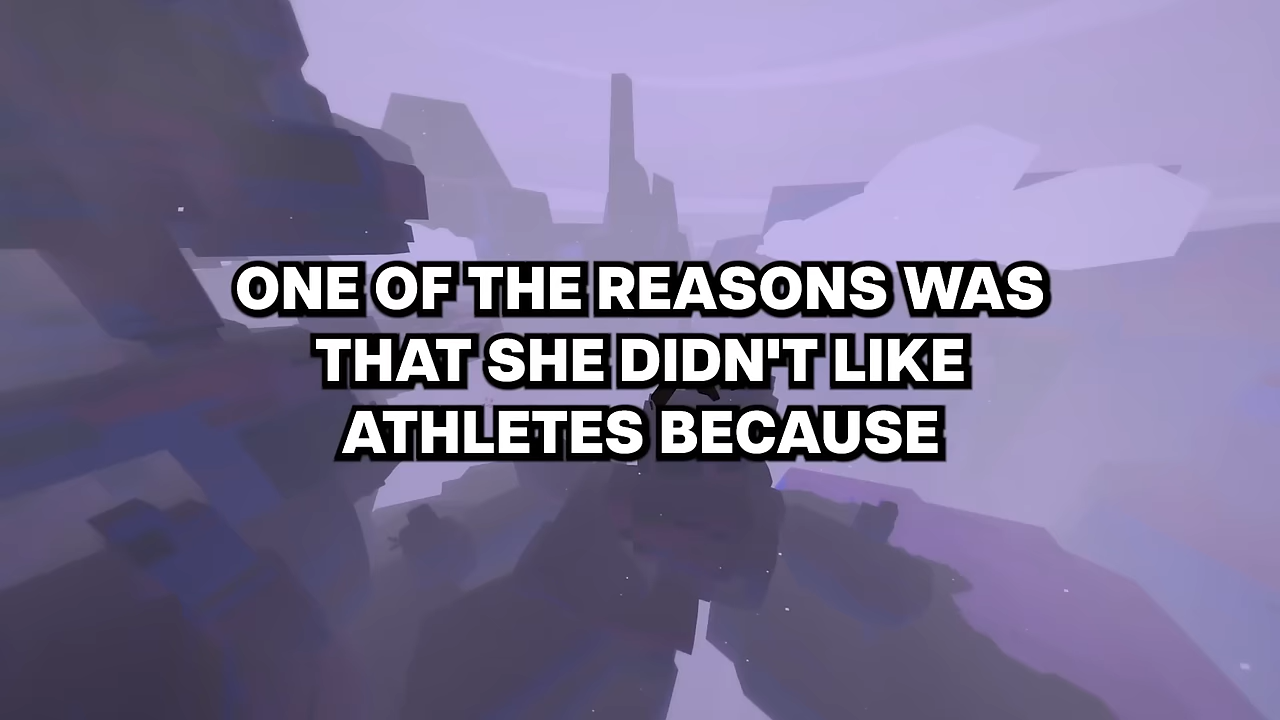 ONE OF THE REASONS WAS
THAT SHE DIDN'T LIKE
ATHLETES BECAUSE